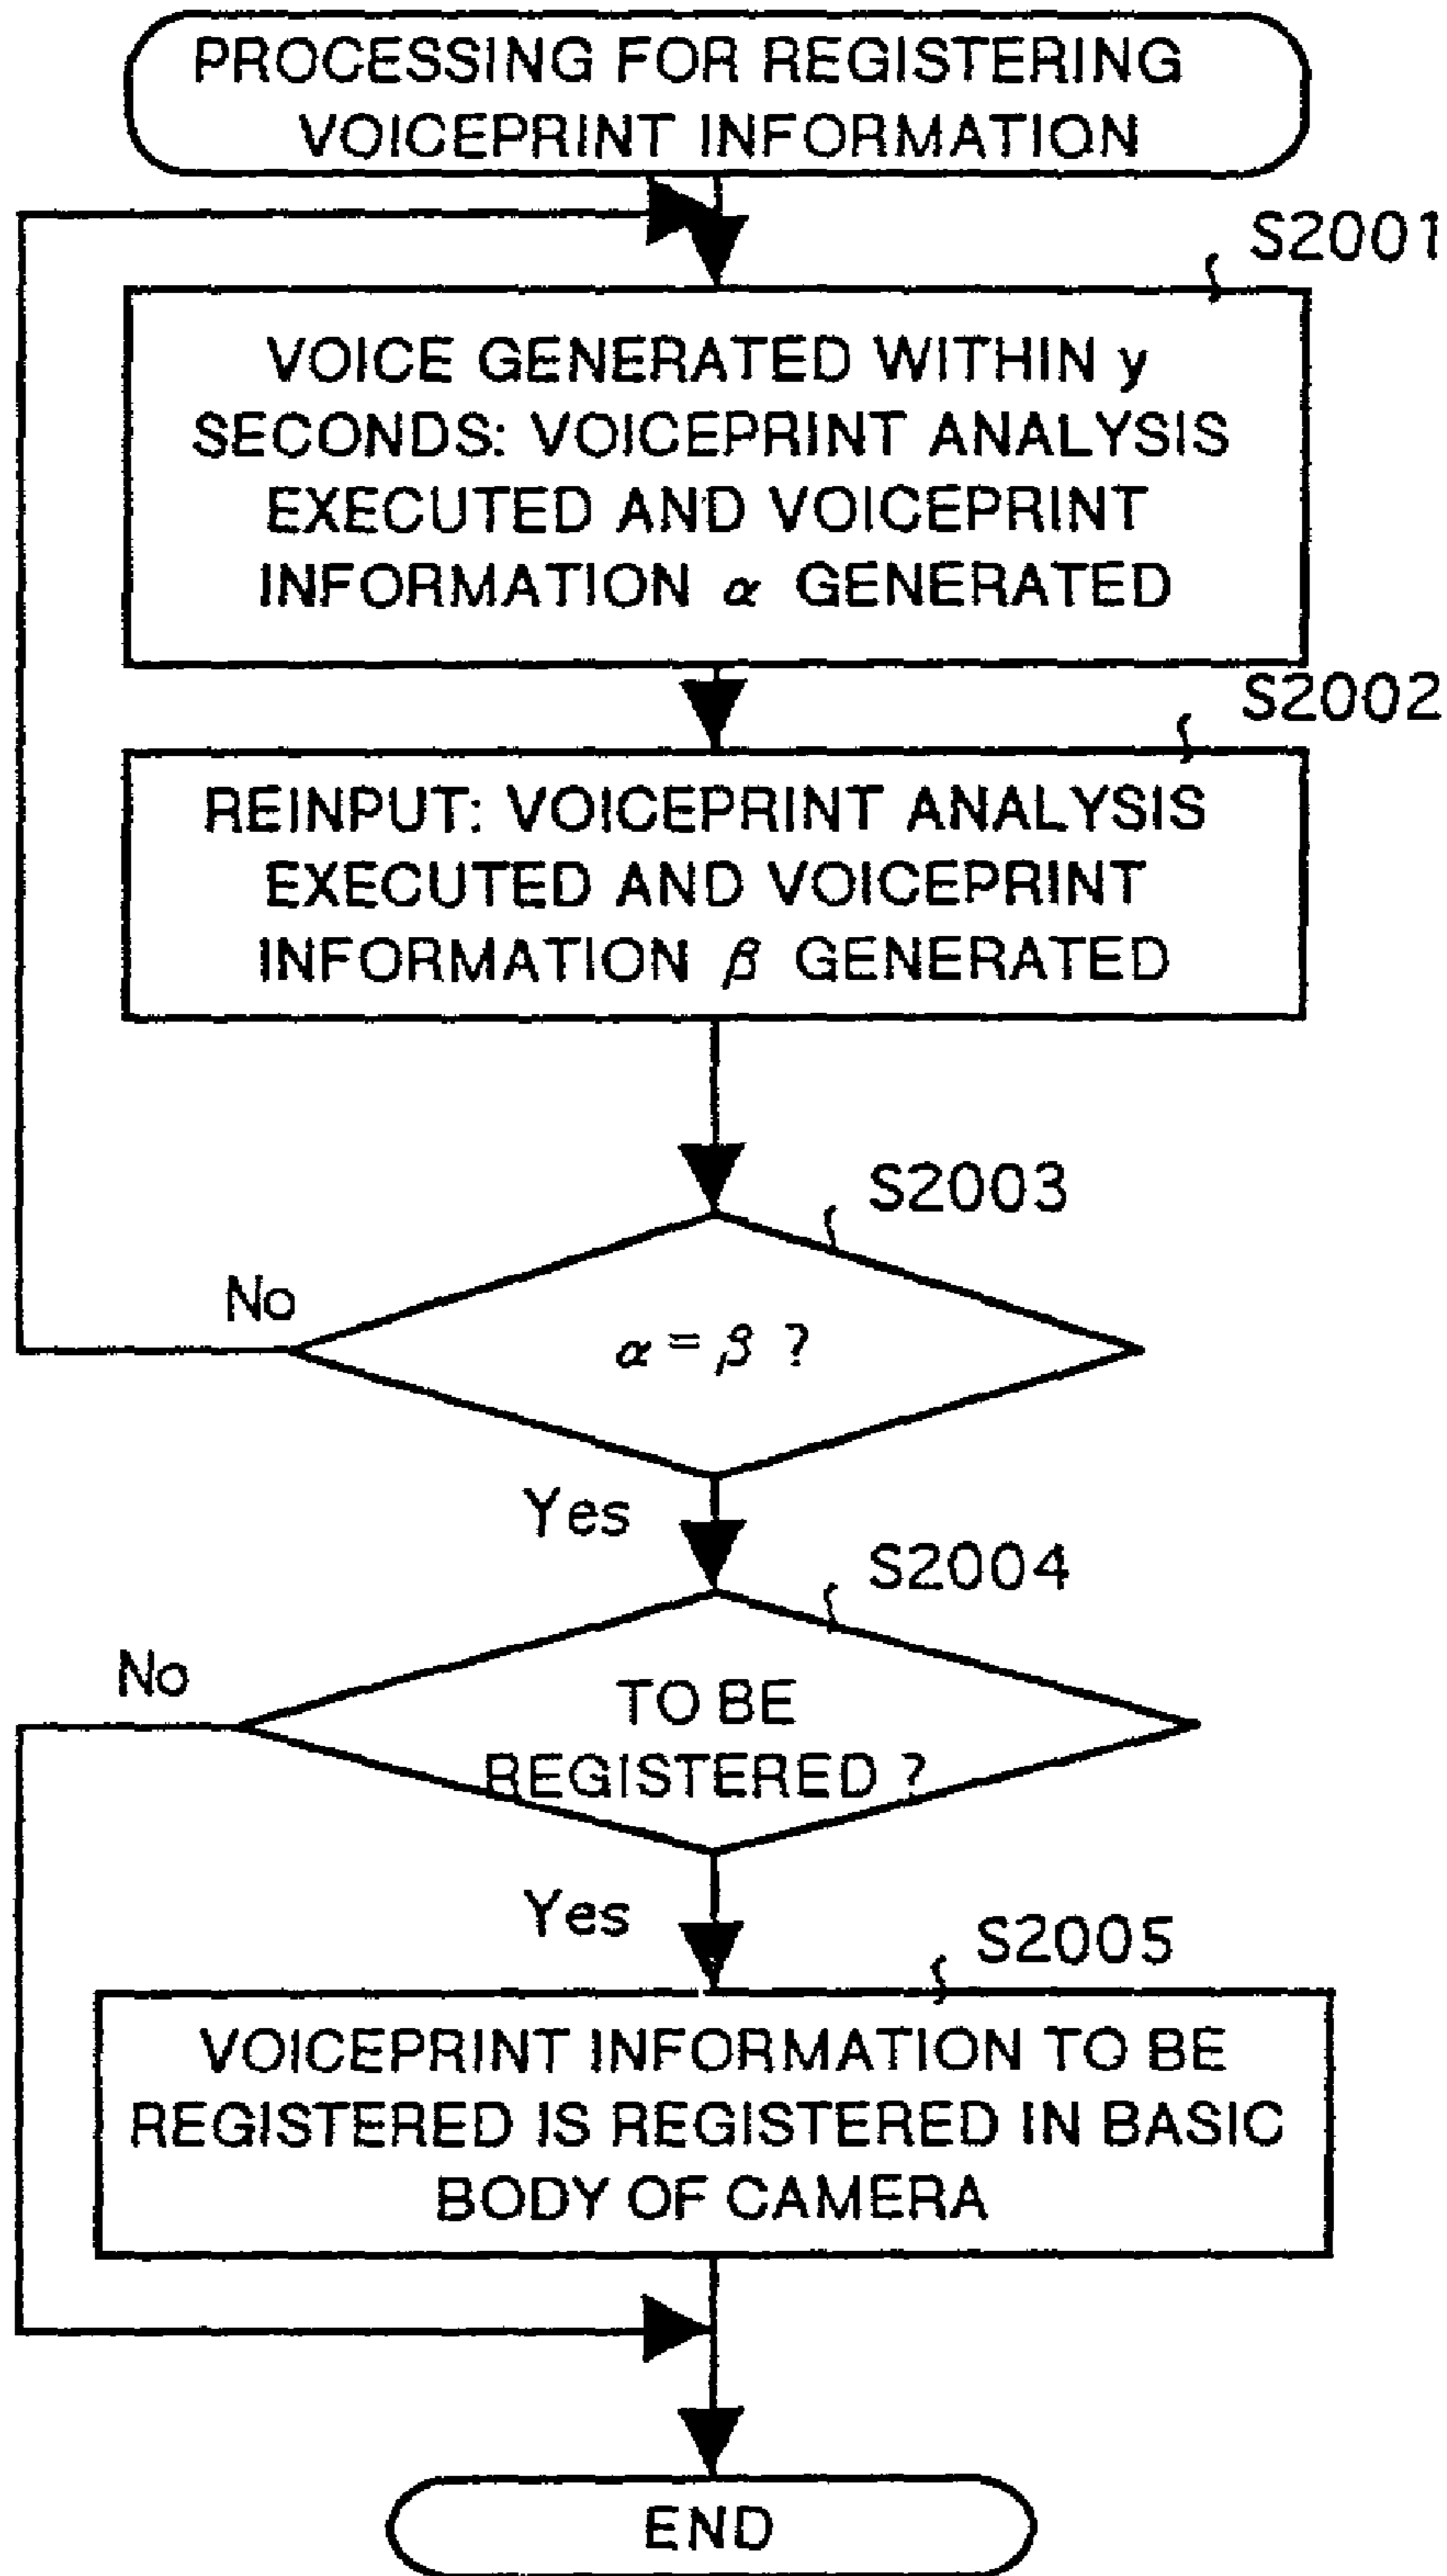 PROCESSING FOR REGISTERING
VOICEPRINT INFORMATION
S2001
VOICE GENERATED WITHIN y
SECONDS: VOICEPRINT ANALYSIS
EXECUTED AND VOICEPRINT
INFORMATION α GENERATED
S2002
REINPUT: VOICEPRINT ANALYSIS
EXECUTED AND VOICEPRINT
INFORMATION β GENERATED
S2003
No
α = β ?
Yes
S2004
No
TO BE
REGISTERED ?
Yes
S2005
VOICEPRINT INFORMATION TO BE
REGISTERED IS REGISTERED IN BASIC
BODY OF CAMERA
END